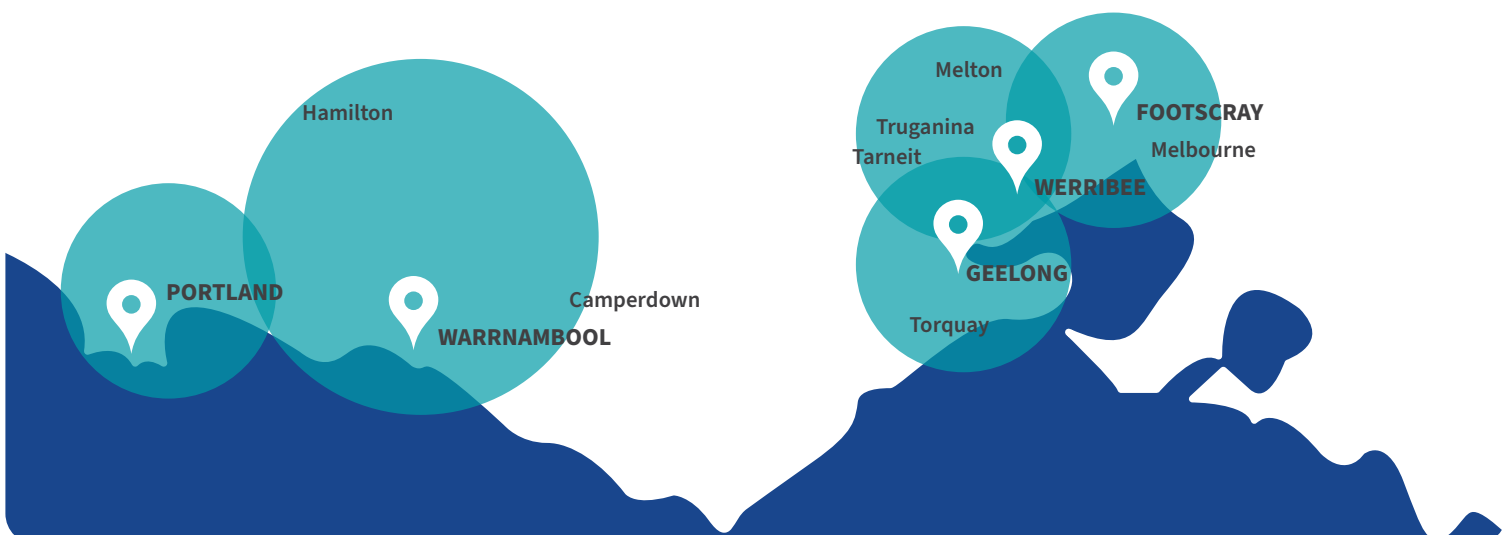 Hamilton
PORTLAND
Camperdown
WARRNAMBOOL
Melton
FOOTSCRAY
Truganina
Melbourne
Tarneit
WERRIBEE
GEELONG
Torquay